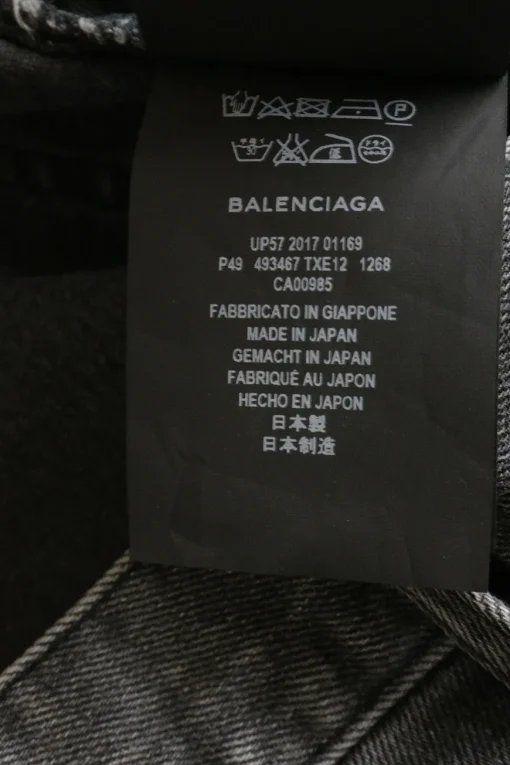 BALENCIAGA
UP57 2017 01169
P49 493467 TXE12 1268
CA00985
FABBRICATO IN GIAPPONE
MADE IN JAPAN
GEMACHT IN JAPAN
FABRIQUÉ AU JAPON
HECHO EN JAPON
日本製
日本制造